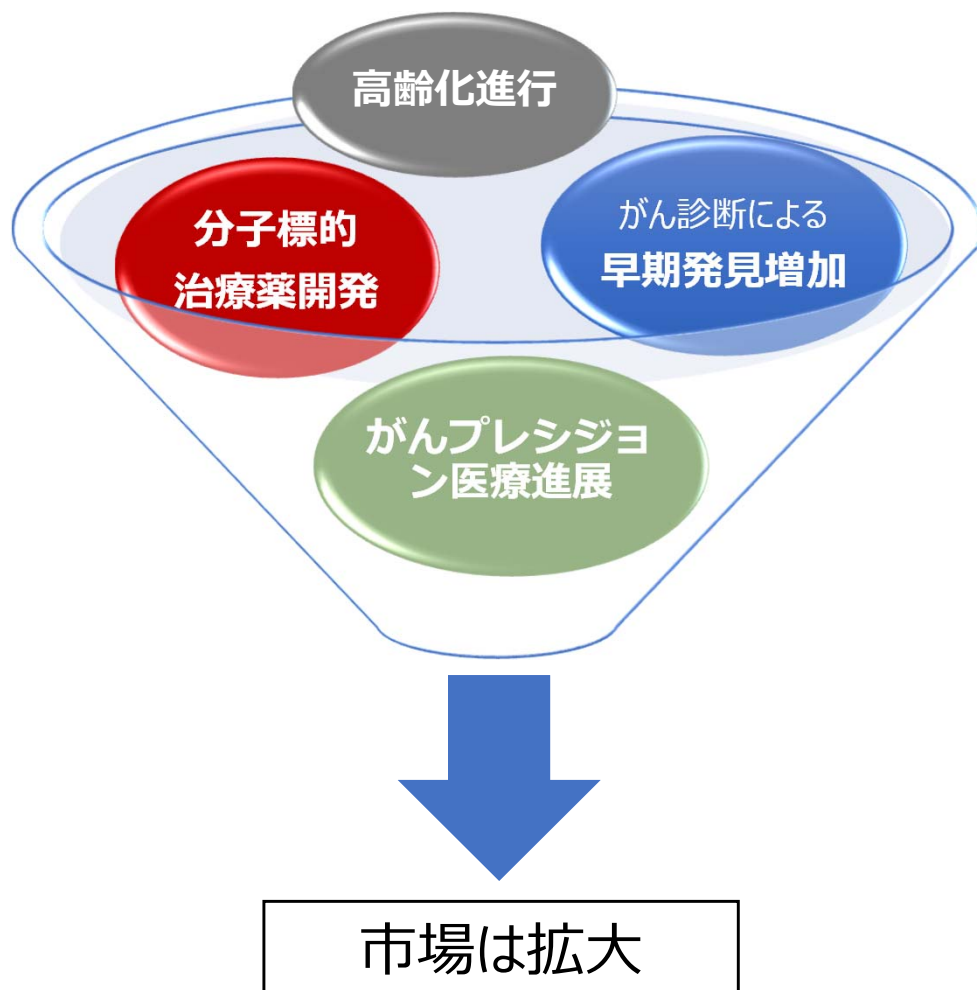 高齢化進行
分子標的
治療薬開発
がん診断による
早期発見増加
がんプレシジョ
ン医療進展
市場は拡大